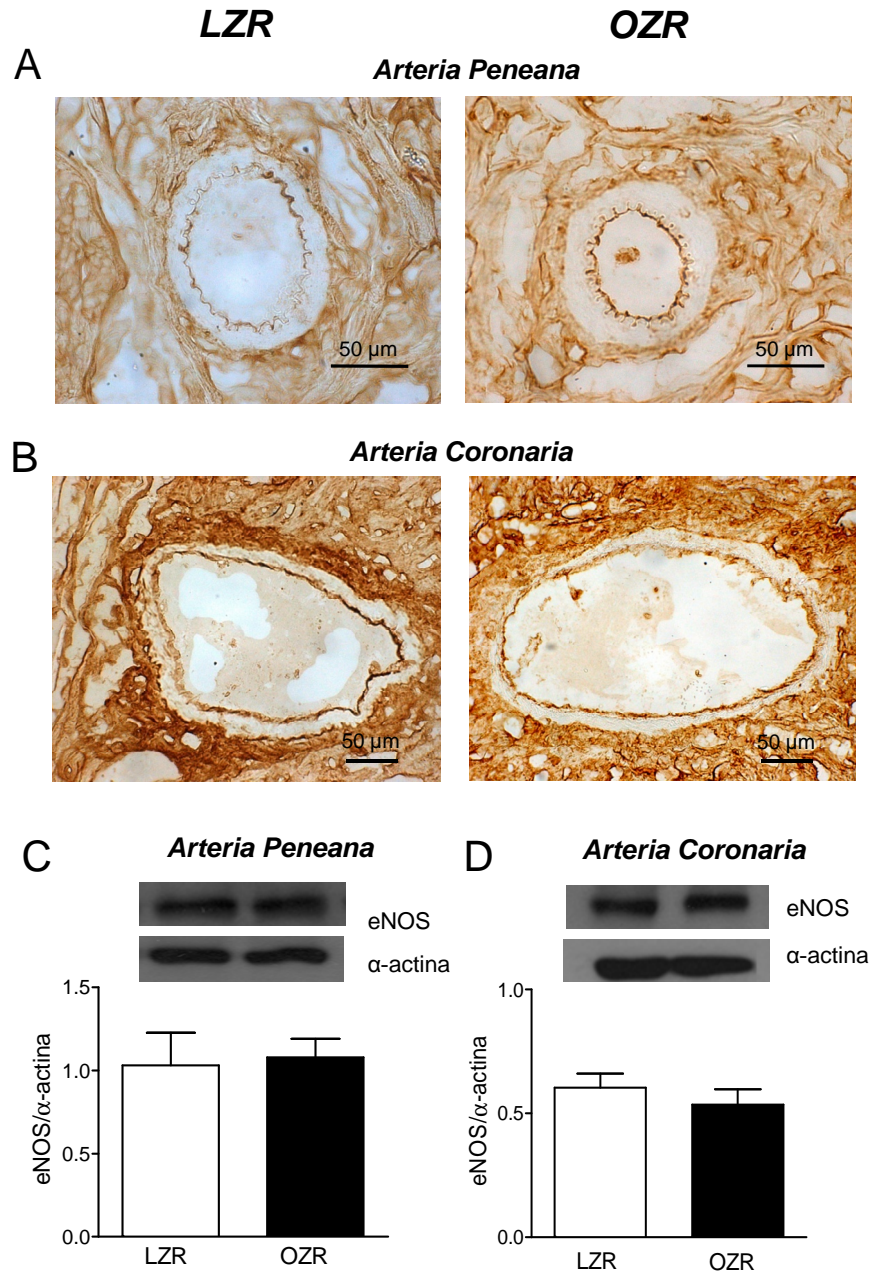 LZR OZR
A
Arteria Peneana
50 µm 50 µm
B
Arteria Coronaria
50 µm 50 µm
C Arteria Peneana
eNOS
α-actina
eNOS/α-actina
1.5
1.0
0.5
0.0
LZR OZR
D Arteria Coronaria
eNOS
α-actina
eNOS/α-actina
1.0
0.5
0.0
LZR OZR